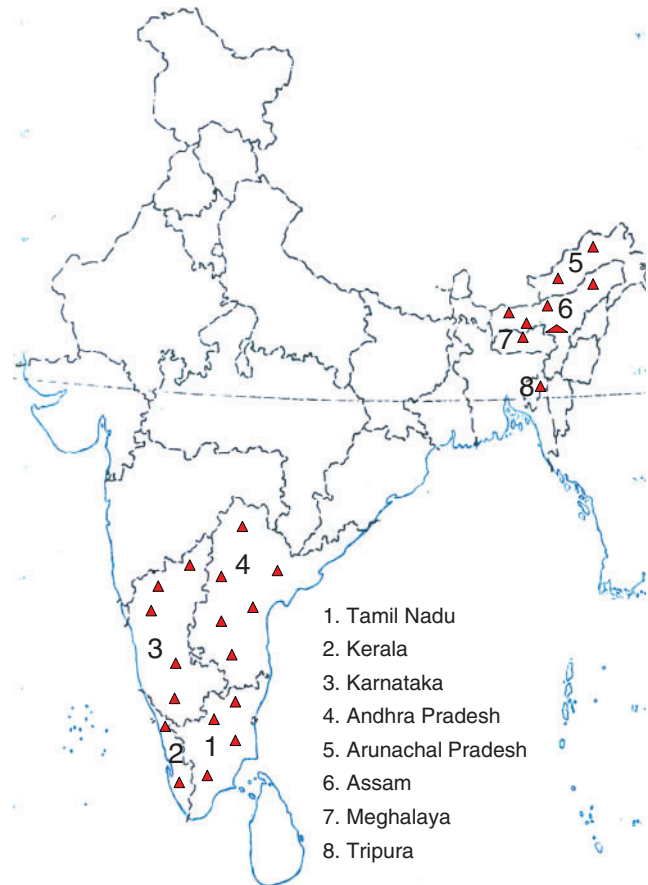 5
6
7
8
4
3
2
1
1. Tamil Nadu
2. Kerala
3. Karnataka
4. Andhra Pradesh
5. Arunachal Pradesh
6. Assam
7. Meghalaya
8. Tripura